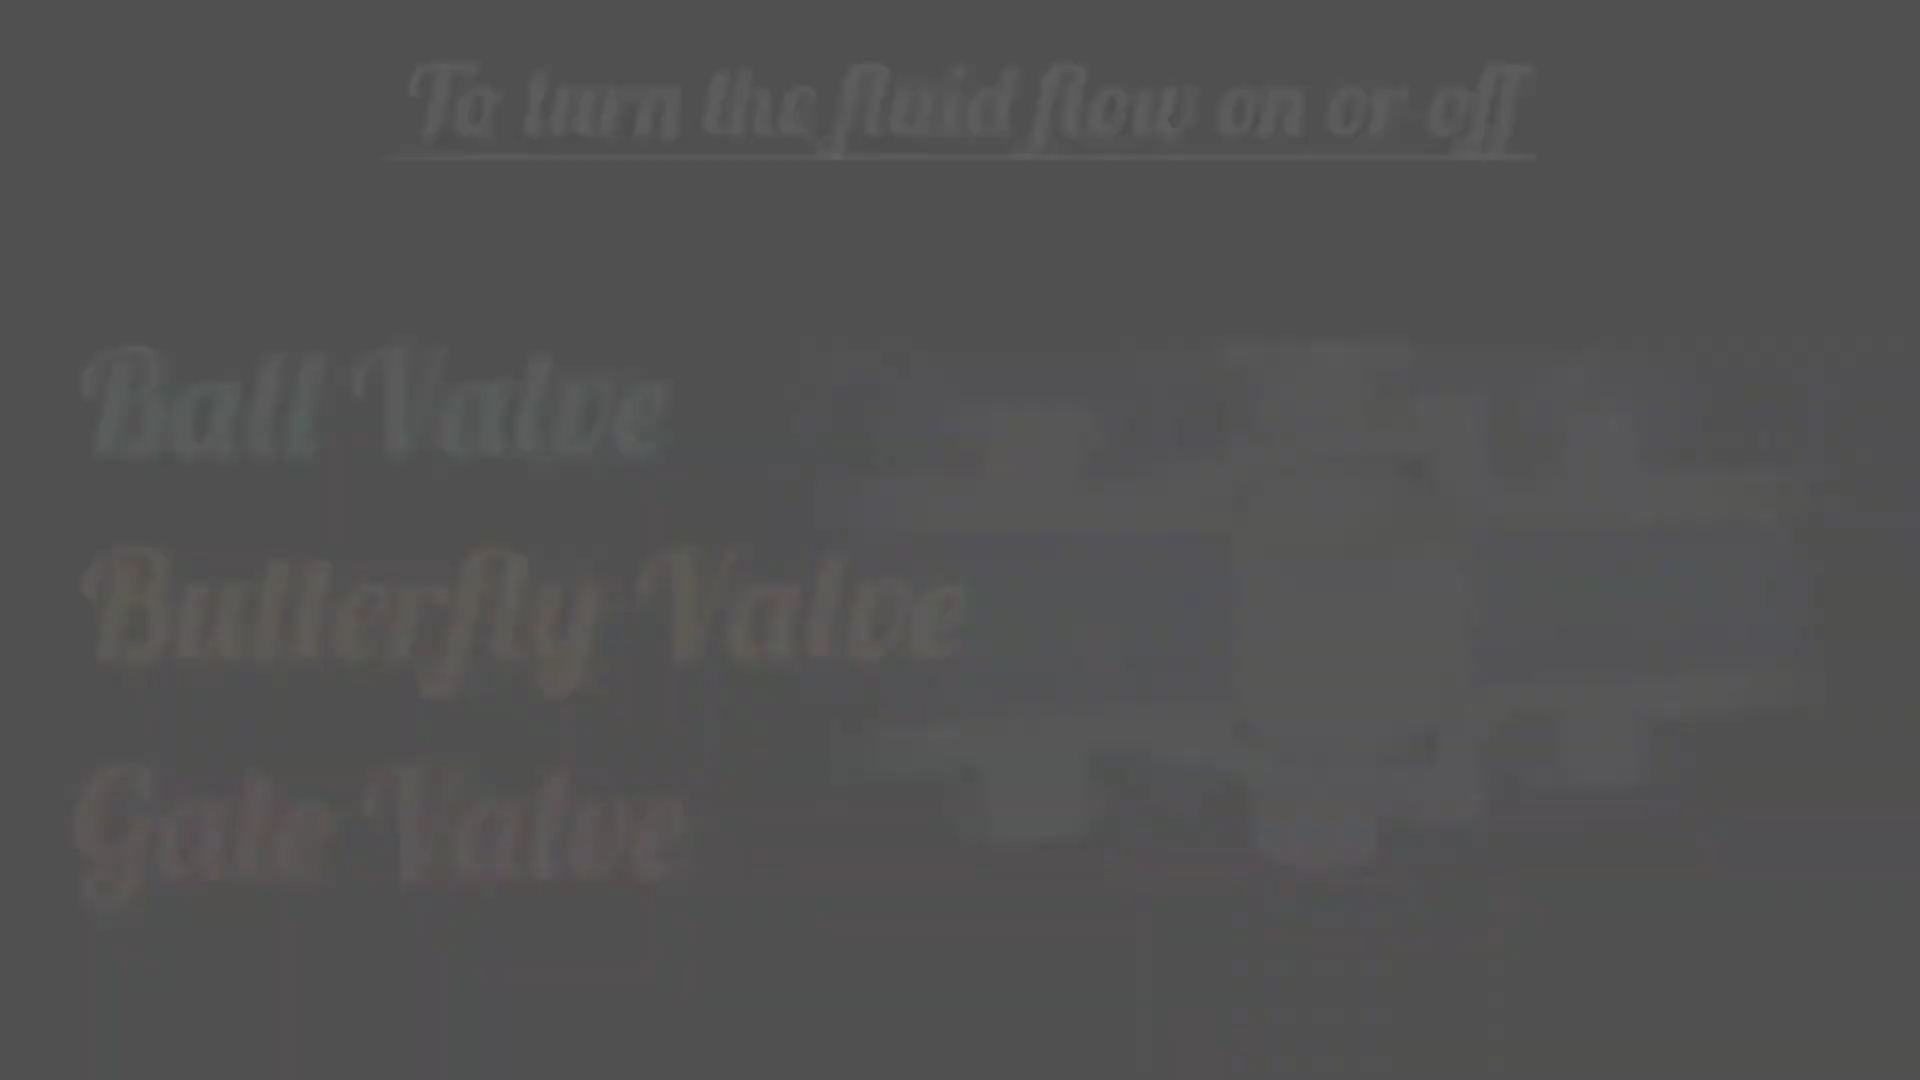 To turn the fluid flow on or off
Ball Valve
Butterfly Valve
Gate Valve